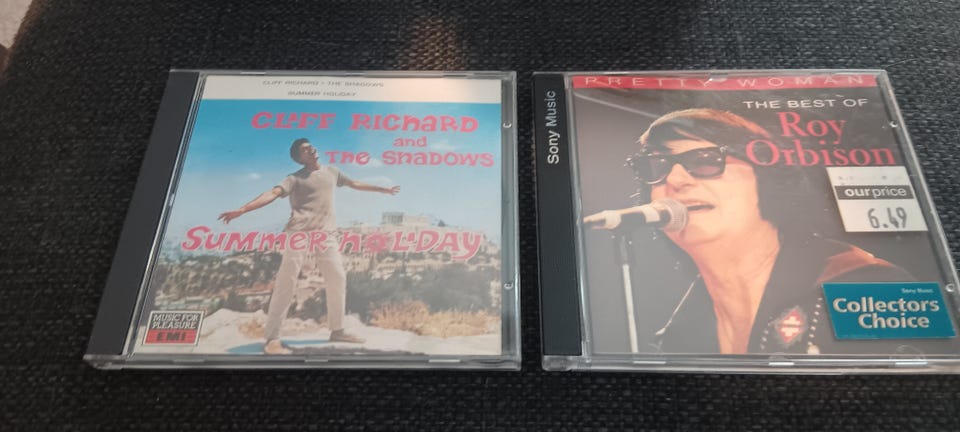 CLIFF RICHARD • THE SHADOWS
SUMMER HOLIDAY
CLIFF RICHARD
and
THE SHADOWS
SUMMER HOLIDAY
MUSIC FOR
PLEASURE
EMI
Sony Music
PRETTY WOMAN
THE BEST OF
Roy
Orbison
our price
6.49
Sony Music
Collectors
Choice